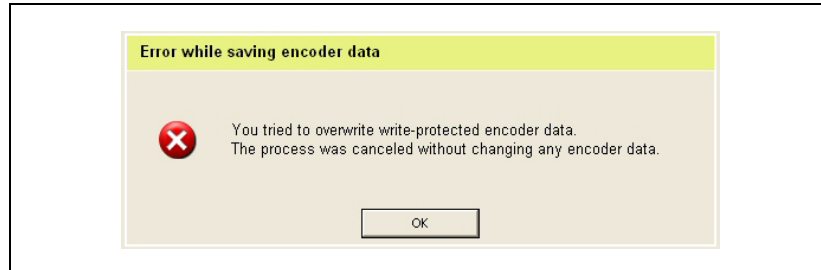 Error while saving encoder data
You tried to overwrite write-protected encoder data.
The process was canceled without changing any encoder data.
OK